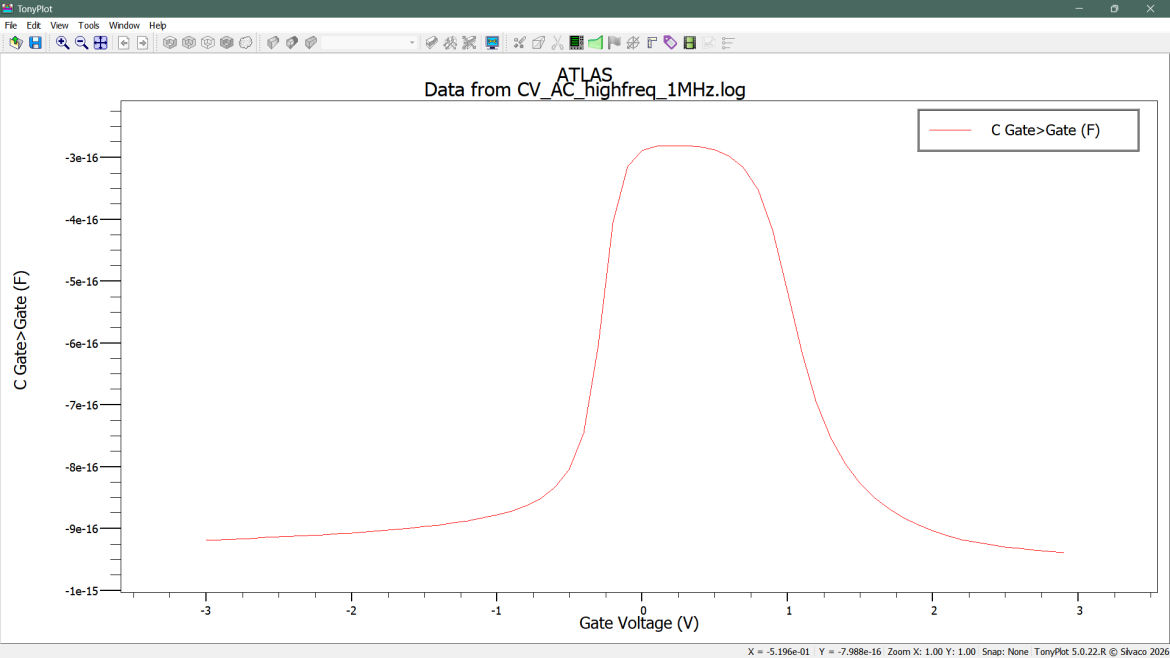 TonyPlot
File Edit View Tools Window Help
ATLAS
Data from CV_AC_highfreq_1MHz.log
C Gate>Gate (F)
C Gate>Gate (F)
-3e-16
-4e-16
-5e-16
-6e-16
-7e-16
-8e-16
-9e-16
-1e-15
-3 -2 -1 0 1 2 3
Gate Voltage (V)
X = -5.196e-01 Y = -7.988e-16 Zoom X: 1.00 Y: 1.00 Snap: None TonyPlot 5.0.22.R © Silvaco 2026